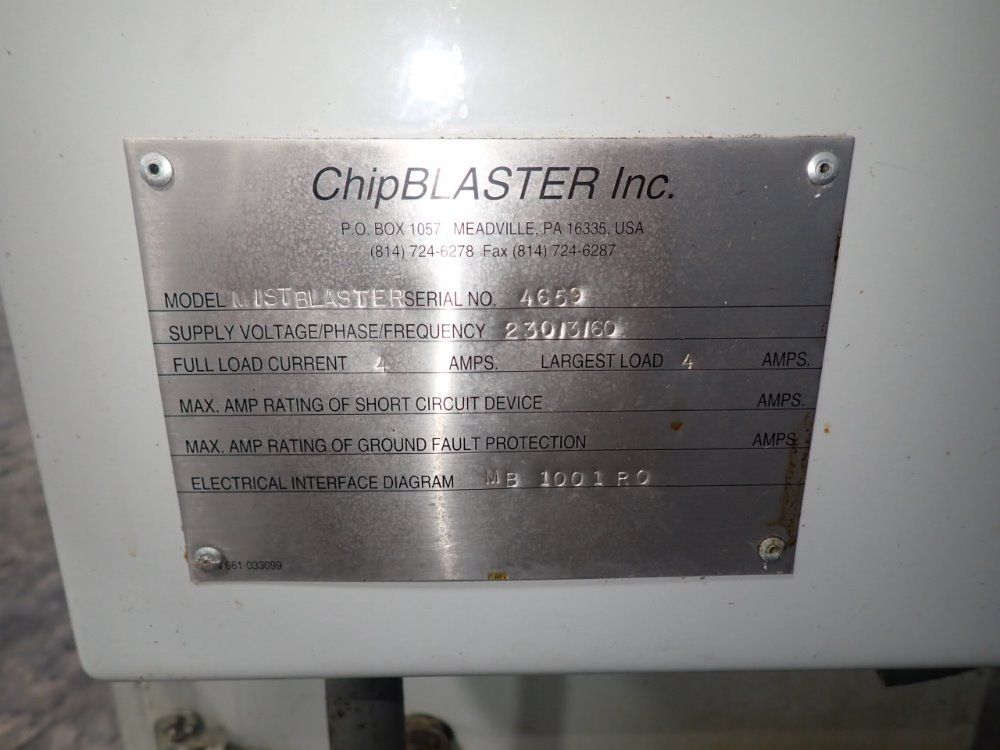 ChipBLASTER Inc.
P.O. BOX 1057 MEADVILLE, PA 16335, USA
(814) 724-6278 Fax (814) 724-6287
MODEL MISTBLASTER SERIAL NO. 4659
SUPPLY VOLTAGE/PHASE/FREQUENCY 230/3/60
FULL LOAD CURRENT 4 AMPS. LARGEST LOAD 4 AMPS.
MAX. AMP RATING OF SHORT CIRCUIT DEVICE AMPS.
MAX. AMP RATING OF GROUND FAULT PROTECTION AMPS.
ELECTRICAL INTERFACE DIAGRAM MB 1001 RO
661 033099